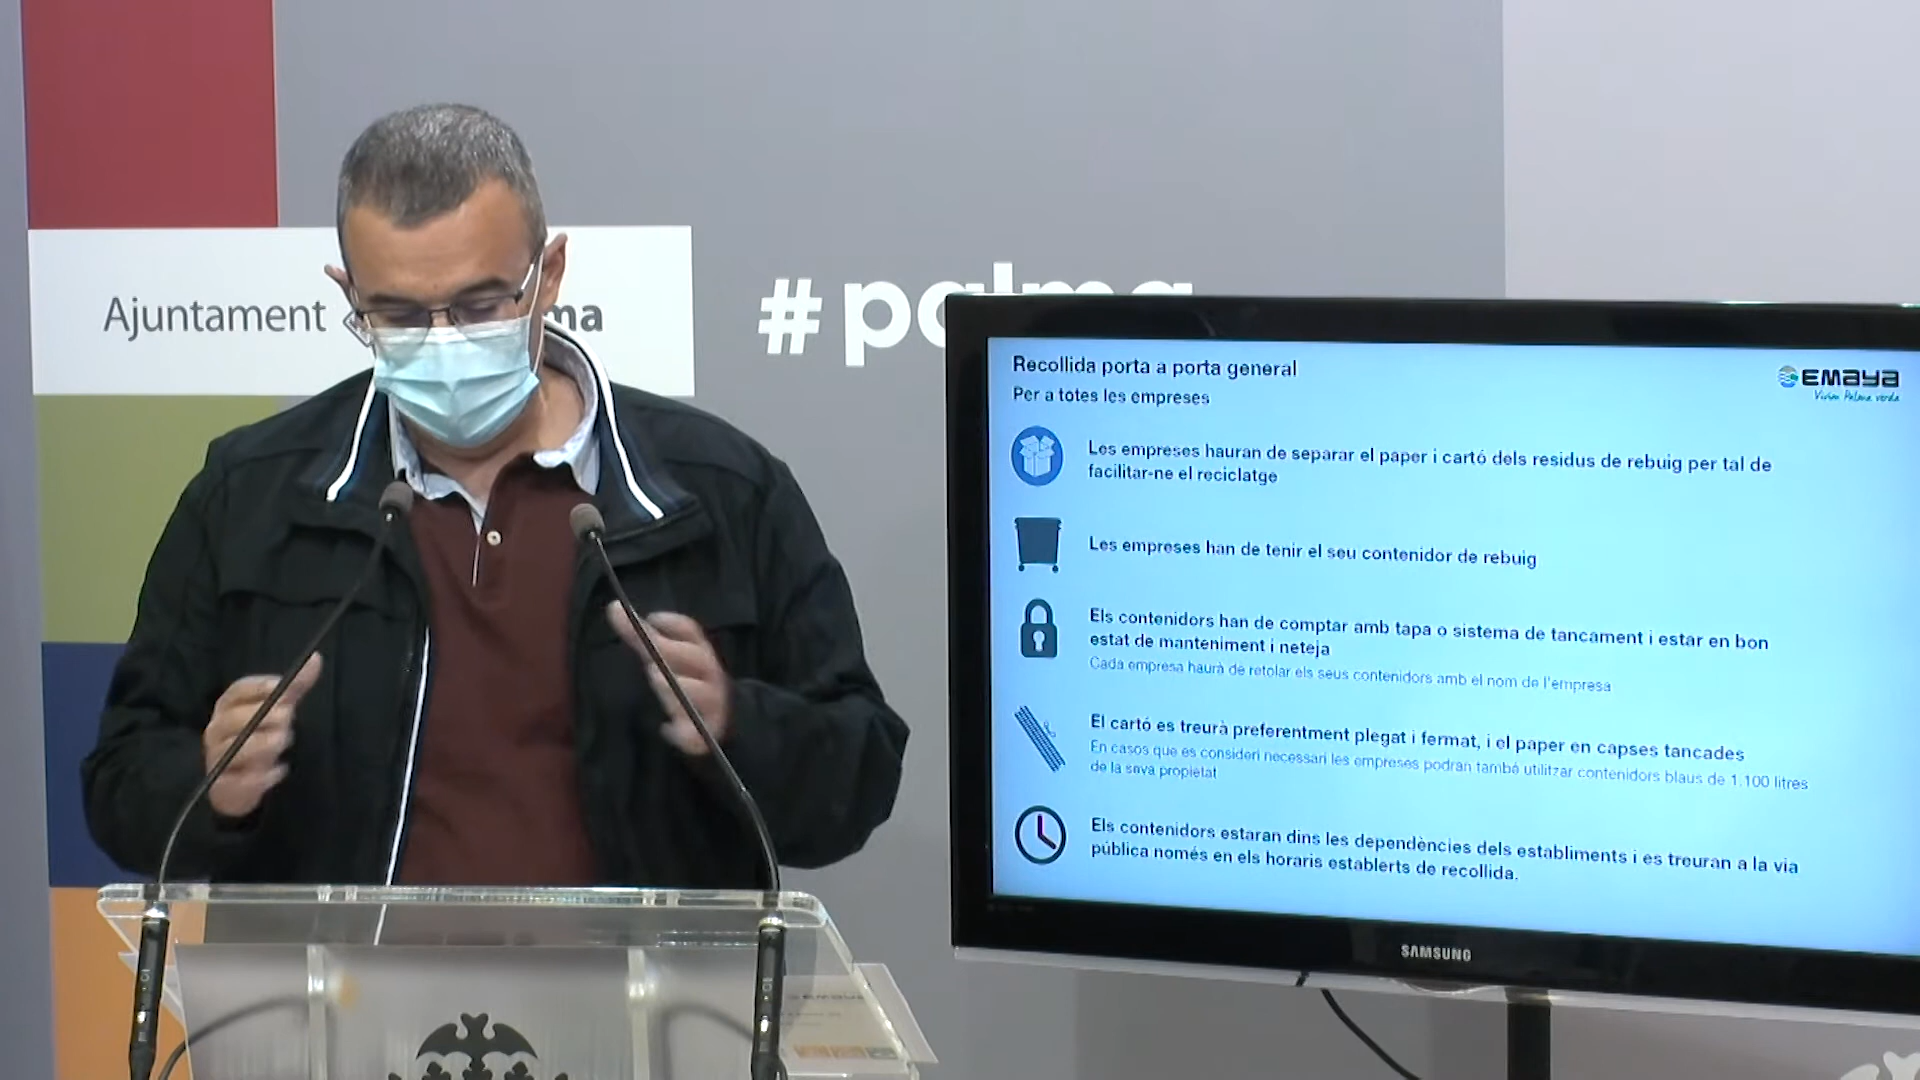 Ajuntament
ma
#palma
Recollida porta a porta general
Per a totes les empreses
EMAYA
Vivim Palma verda
Les empreses hauran de separar el paper i cartó dels residus de rebuig per tal de
facilitar-ne el reciclatge
Les empreses han de tenir el seu contenidor de rebuig
Els contenidors han de comptar amb tapa o sistema de tancament i estar en bon
estat de manteniment i neteja
Cada empresa haurà de retolar els seus contenidors amb el nom de l'empresa
El cartó es treurà preferentment plegat i fermat, i el paper en capses tancades
En casos que es consideri necessari les empreses podran també utilitzar contenidors blaus de 1.100 litres
de la seva propietat
Els contenidors estaran dins les dependències dels establiments i es treuran a la via
pública només en els horaris establerts de recollida.
SAMSUNG